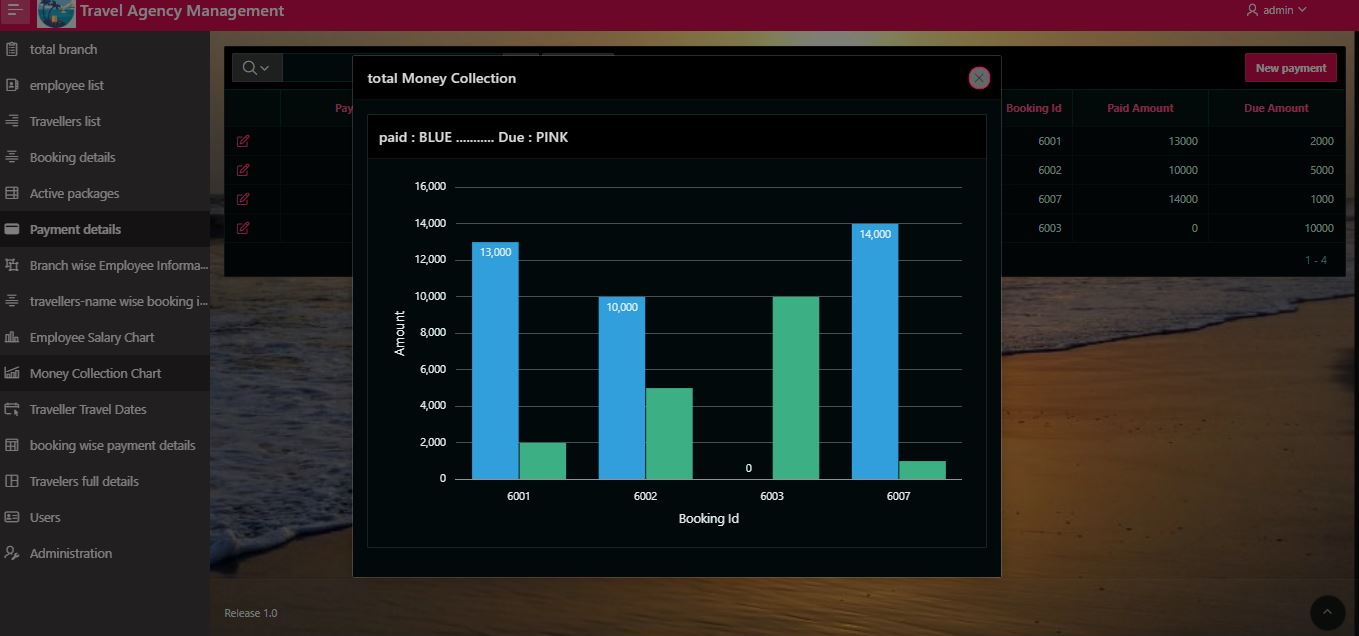 Travel Agency Management
admin
total branch
employee list
Travellers list
Booking details
Active packages
Payment details
Branch wise Employee Informa...
travellers-name wise booking i...
Employee Salary Chart
Money Collection Chart
Traveller Travel Dates
booking wise payment details
Travelers full details
Users
Administration
New payment
Pay
Booking Id Paid Amount Due Amount
6001 13000 2000
6002 10000 5000
6007 14000 1000
6003 0 10000
1 - 4
total Money Collection
paid : BLUE ........... Due : PINK
16,000
14,000
12,000
10,000
8,000
6,000
4,000
2,000
0
Amount
13,000
10,000
0
14,000
6001 6002 6003 6007
Booking Id
Release 1.0